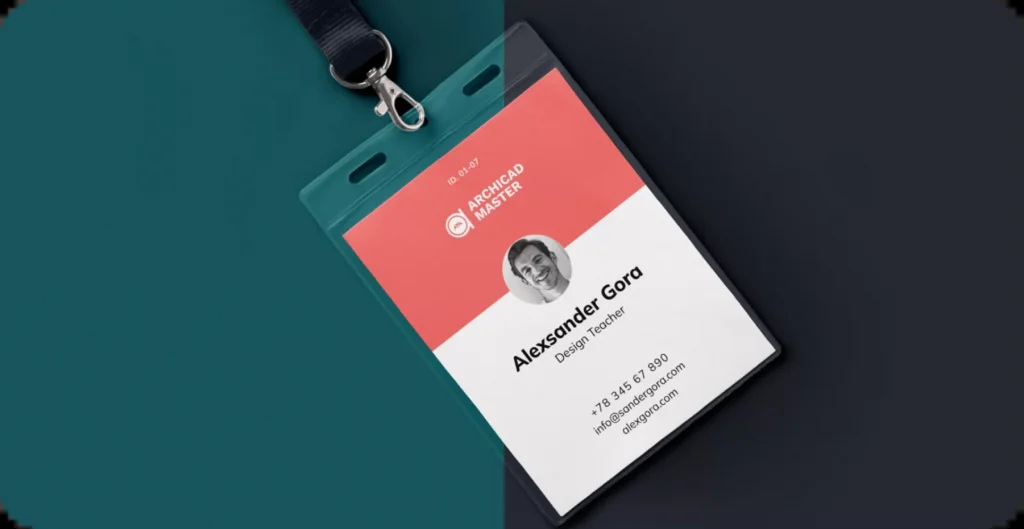 ID. 01-07
ARCHICAD
MASTER
Alexsander Gora
Design Teacher
+78 345 67 890
info@sandergora.com
alexgora.com